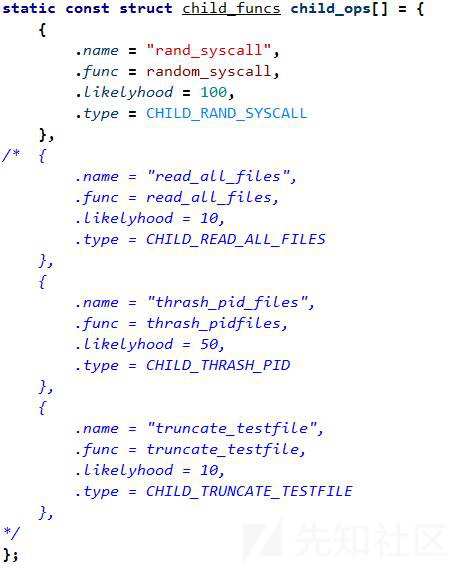 static const struct child_funcs child_ops[] = {
    {
        .name = "rand_syscall",
        .func = random_syscall,
        .likelyhood = 100,
        .type = CHILD_RAND_SYSCALL
    },
/*  {
        .name = "read_all_files",
        .func = read_all_files,
        .likelyhood = 10,
        .type = CHILD_READ_ALL_FILES
    },
    {
        .name = "thrash_pid_files",
        .func = thrash_pidfiles,
        .likelyhood = 50,
        .type = CHILD_THRASH_PID
    },
    {
        .name = "truncate_testfile",
        .func = truncate_testfile,
        .likelyhood = 10,
        .type = CHILD_TRUNCATE_TESTFILE
    },
*/
};
先知社区